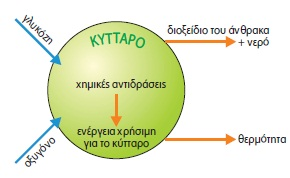 γλυκόζη
ΚΥΤΤΑΡΟ
διοξείδιο του άνθρακα
+ νερό
χημικές αντιδράσεις
ενέργεια χρήσιμη
για το κύτταρο
οξυγόνο
θερμότητα